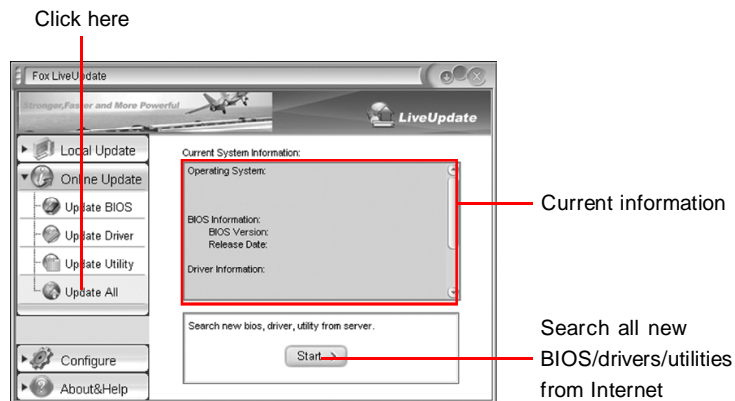 Click here
Fox LiveUpdate
Stronger,Faster and More Powerful
LiveUpdate
Local Update
Online Update
Update BIOS
Update Driver
Update Utility
Update All
Configure
About&Help
Current System Information:
Operating System:
BIOS Information:
BIOS Version:
Release Date:
Driver Information:
Search new bios, driver, utility from server.
Start
Current information
Search all new
BIOS/drivers/utilities
from Internet